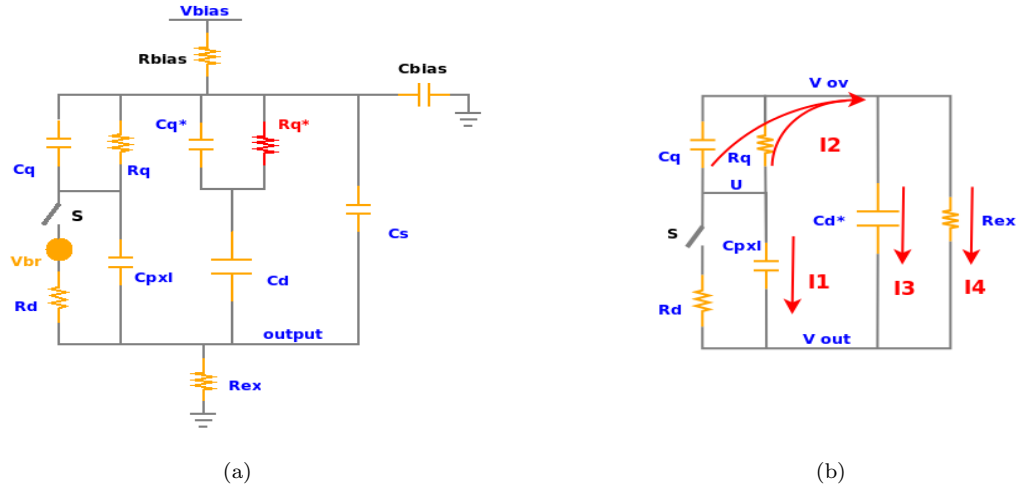 Vbias
Rbias
Cbias
Cq*
Rq*
Cq
Rq
S
Vbr
Cpxl
Cs
Cd
Rd
output
Rex
(a)
V ov
Cq
Rq
I2
U
S
Cpxl
Cd*
Rex
Rd
I1
I3
I4
V out
(b)